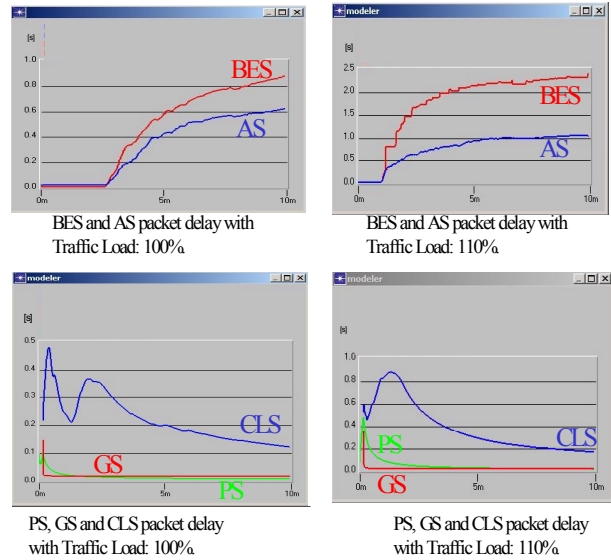 modeler
[s]
1.0
BES
0.8
0.6
AS
0.4
0.2
0.0
0m 5m 10m
BES and AS packet delay with
Traffic Load: 100%.
modeler
[s]
2.5
2.0
BES
1.5
1.0
AS
0.5
0.0
0m 5m 10m
BES and AS packet delay with
Traffic Load: 110%.
modeler
[s]
0.5
0.4
0.3
0.2
CLS
0.1
GS
0.0
PS
0m 5m 10m
PS, GS and CLS packet delay
with Traffic Load: 100%.
modeler
[s]
1.0
0.8
0.6
0.4
0.2
PS
CLS
0.0
GS
0m 5m 10m
PS, GS and CLS packet delay
with Traffic Load: 110%.